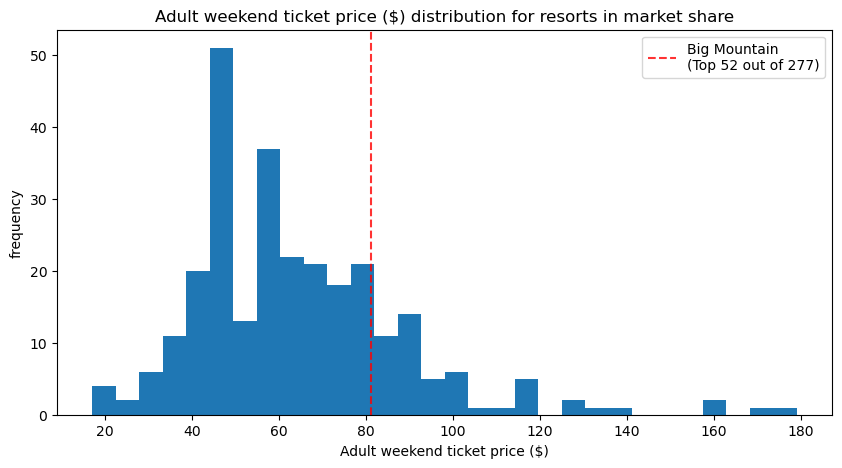 Adult weekend ticket price ($) distribution for resorts in market share
Big Mountain
(Top 52 out of 277)
frequency
50
40
30
20
10
0
20 40 60 80 100 120 140 160 180
Adult weekend ticket price ($)